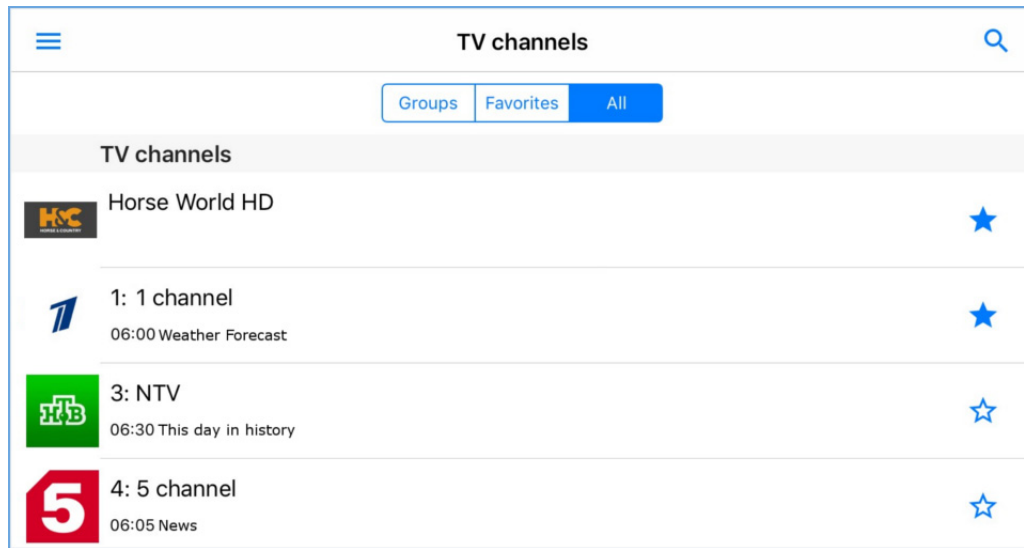 TV channels
Groups Favorites All
TV channels
H&C
HORSE & COUNTRY
Horse World HD
1
1: 1 channel
06:00 Weather Forecast
НТВ
3: NTV
06:30 This day in history
5
4: 5 channel
06:05 News